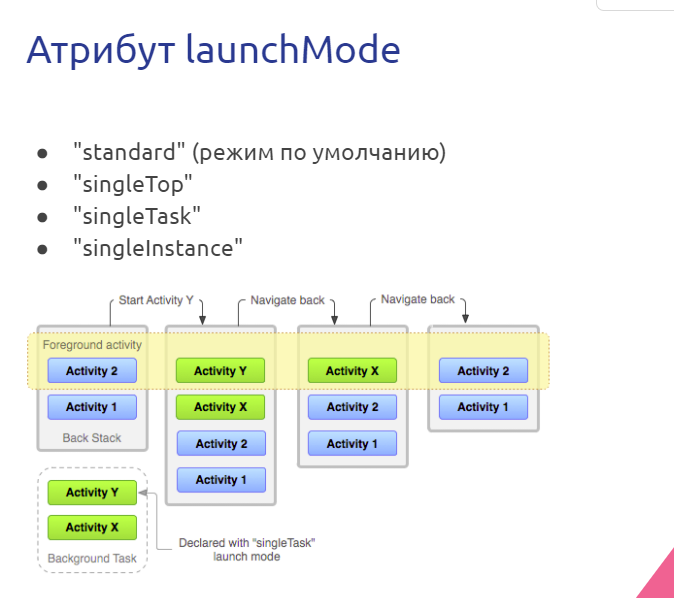 Атрибут launchMode
● "standard" (режим по умолчанию)
● "singleTop"
● "singleTask"
● "singleInstance"
Start Activity Y
Navigate back
Navigate back
Foreground activity
Activity 2
Activity Y
Activity X
Activity 2
Activity 1
Activity X
Activity 2
Activity 1
Back Stack
Activity 2
Activity 1
Activity 1
Activity Y
Activity X
Background Task
Declared with "singleTask"
launch mode